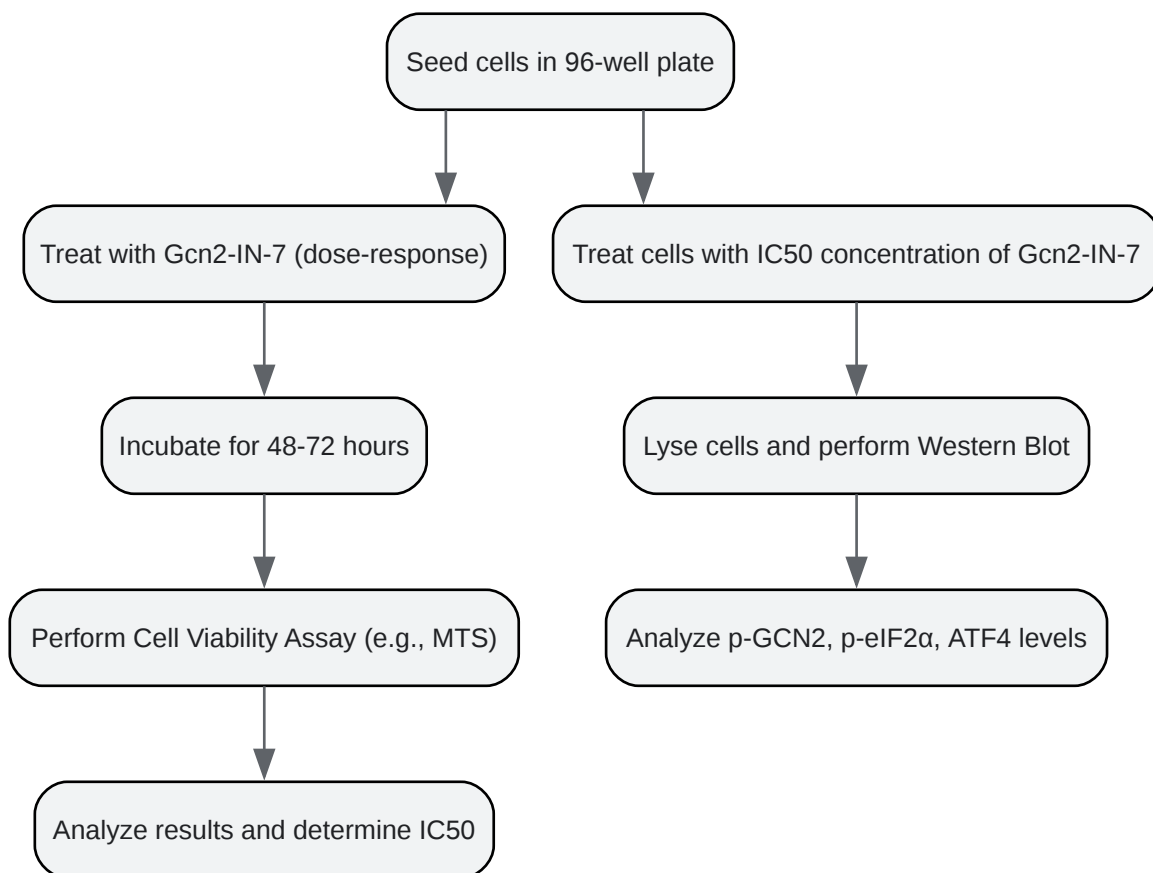 Seed cells in 96-well plate
Treat with Gcn2-IN-7 (dose-response)
Treat cells with IC50 concentration of Gcn2-IN-7
Incubate for 48-72 hours
Lyse cells and perform Western Blot
Perform Cell Viability Assay (e.g., MTS)
Analyze p-GCN2, p-eIF2α, ATF4 levels
Analyze results and determine IC50